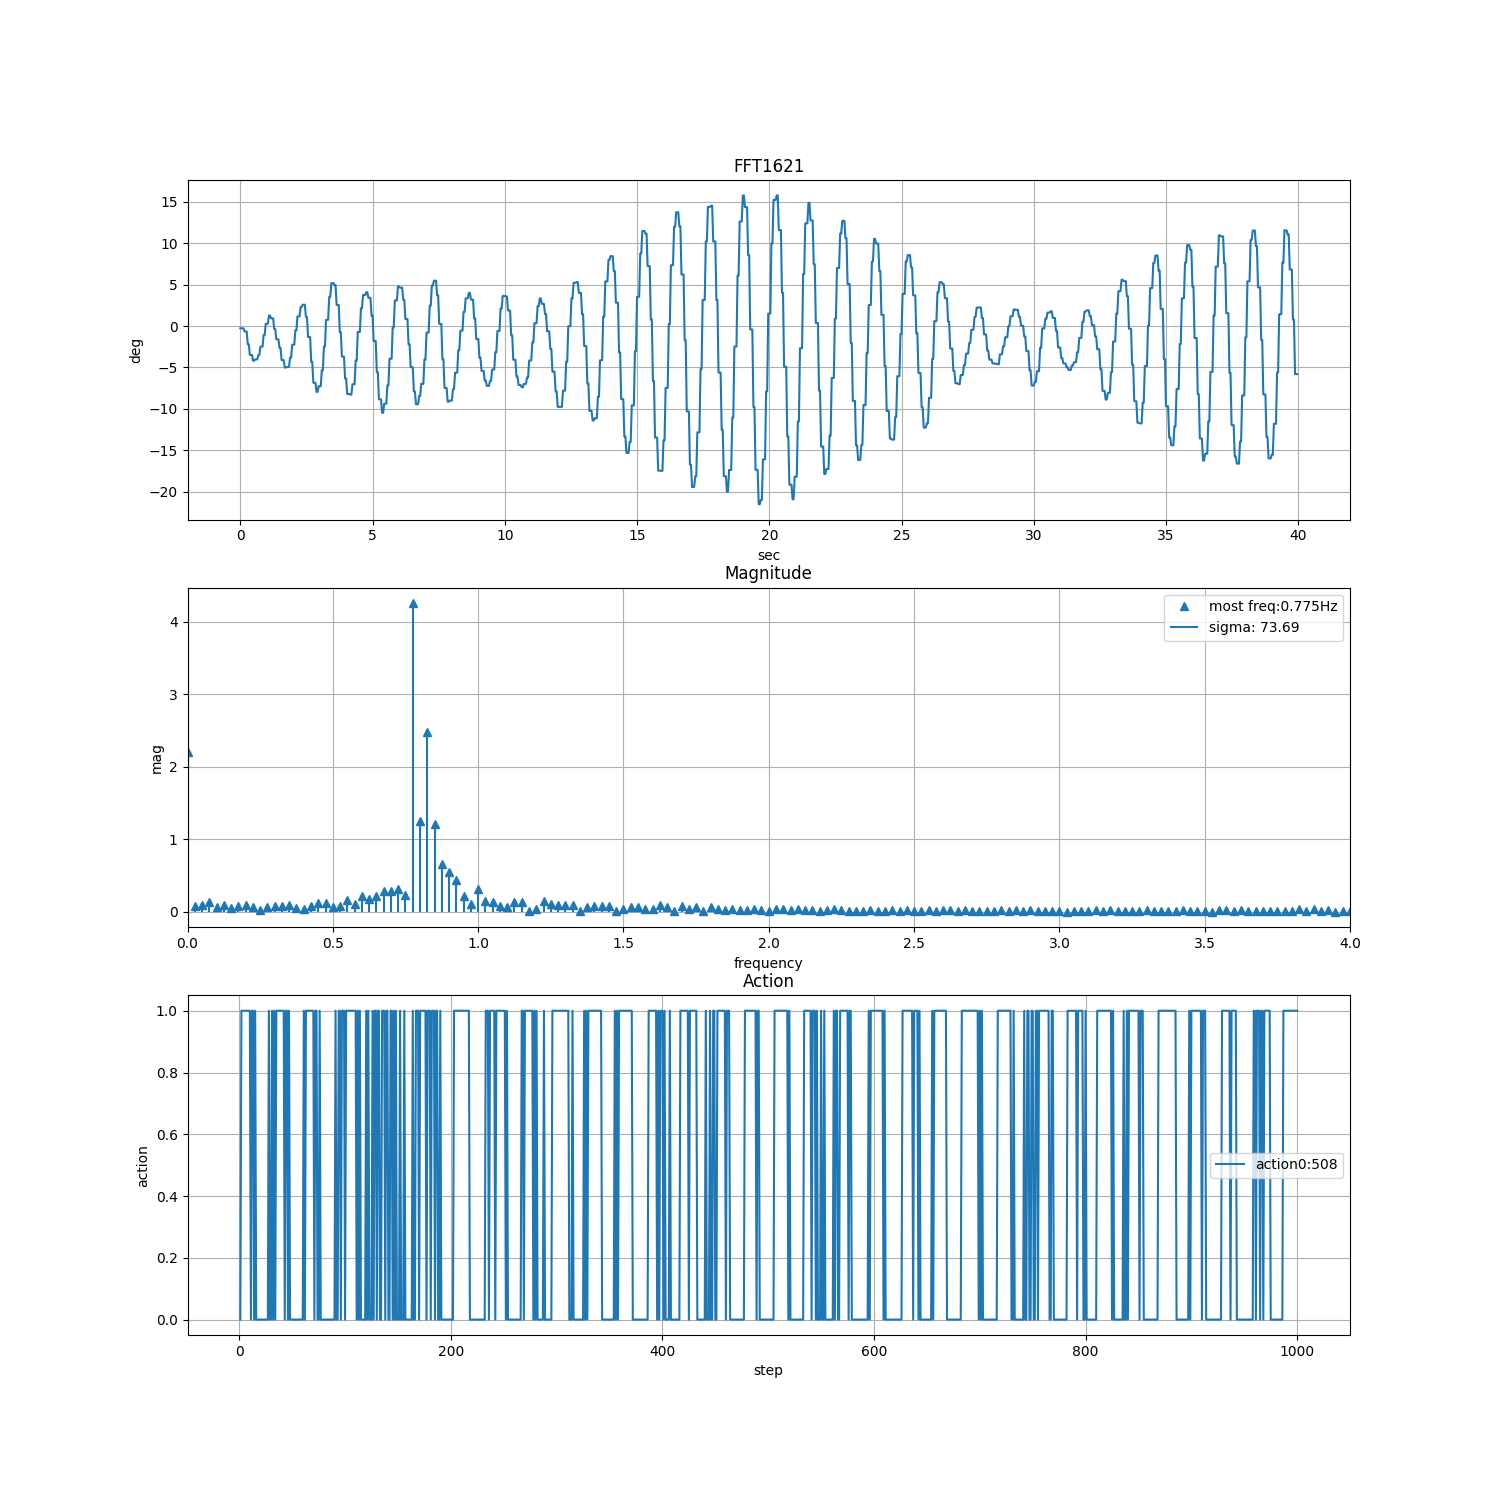 FFT1621
15
10
5
0
−5
−10
−15
−20
deg
0 5 10 15 20 25 30 35 40
sec
Magnitude
most freq:0.775Hz
sigma: 73.69
4
3
2
1
0
mag
0.0 0.5 1.0 1.5 2.0 2.5 3.0 3.5 4.0
frequency
Action
1.0
0.8
0.6
0.4
0.2
0.0
action
action0:508
0 200 400 600 800 1000
step